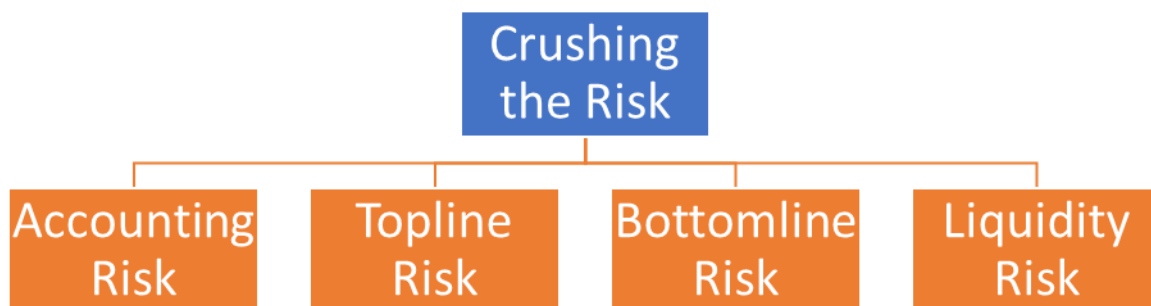 Crushing
the Risk
Accounting
Risk
Topline
Risk
Bottomline
Risk
Liquidity
Risk